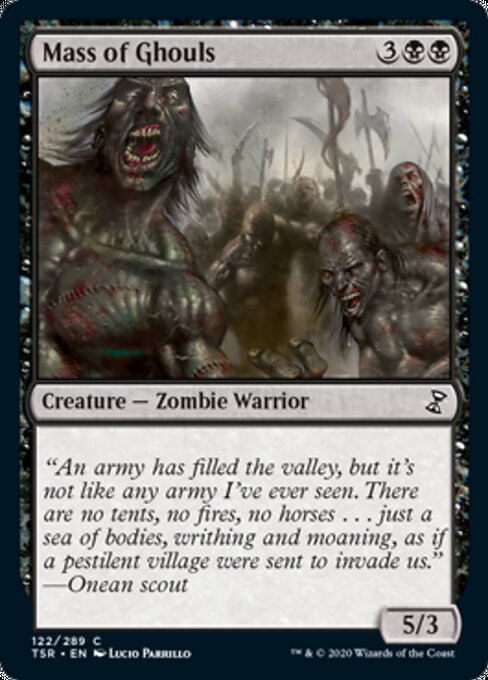 Mass of Ghouls 3
Creature — Zombie Warrior
“An army has filled the valley, but it’s
not like any army I’ve ever seen. There
are no tents, no fires, no horses . . . just a
sea of bodies, writhing and moaning, as if
a pestilent village were sent to invade us.”
—Onean scout
5/3
122/289 C
TSR • EN Lucio Parrillo
™ & © 2020 Wizards of the Coast